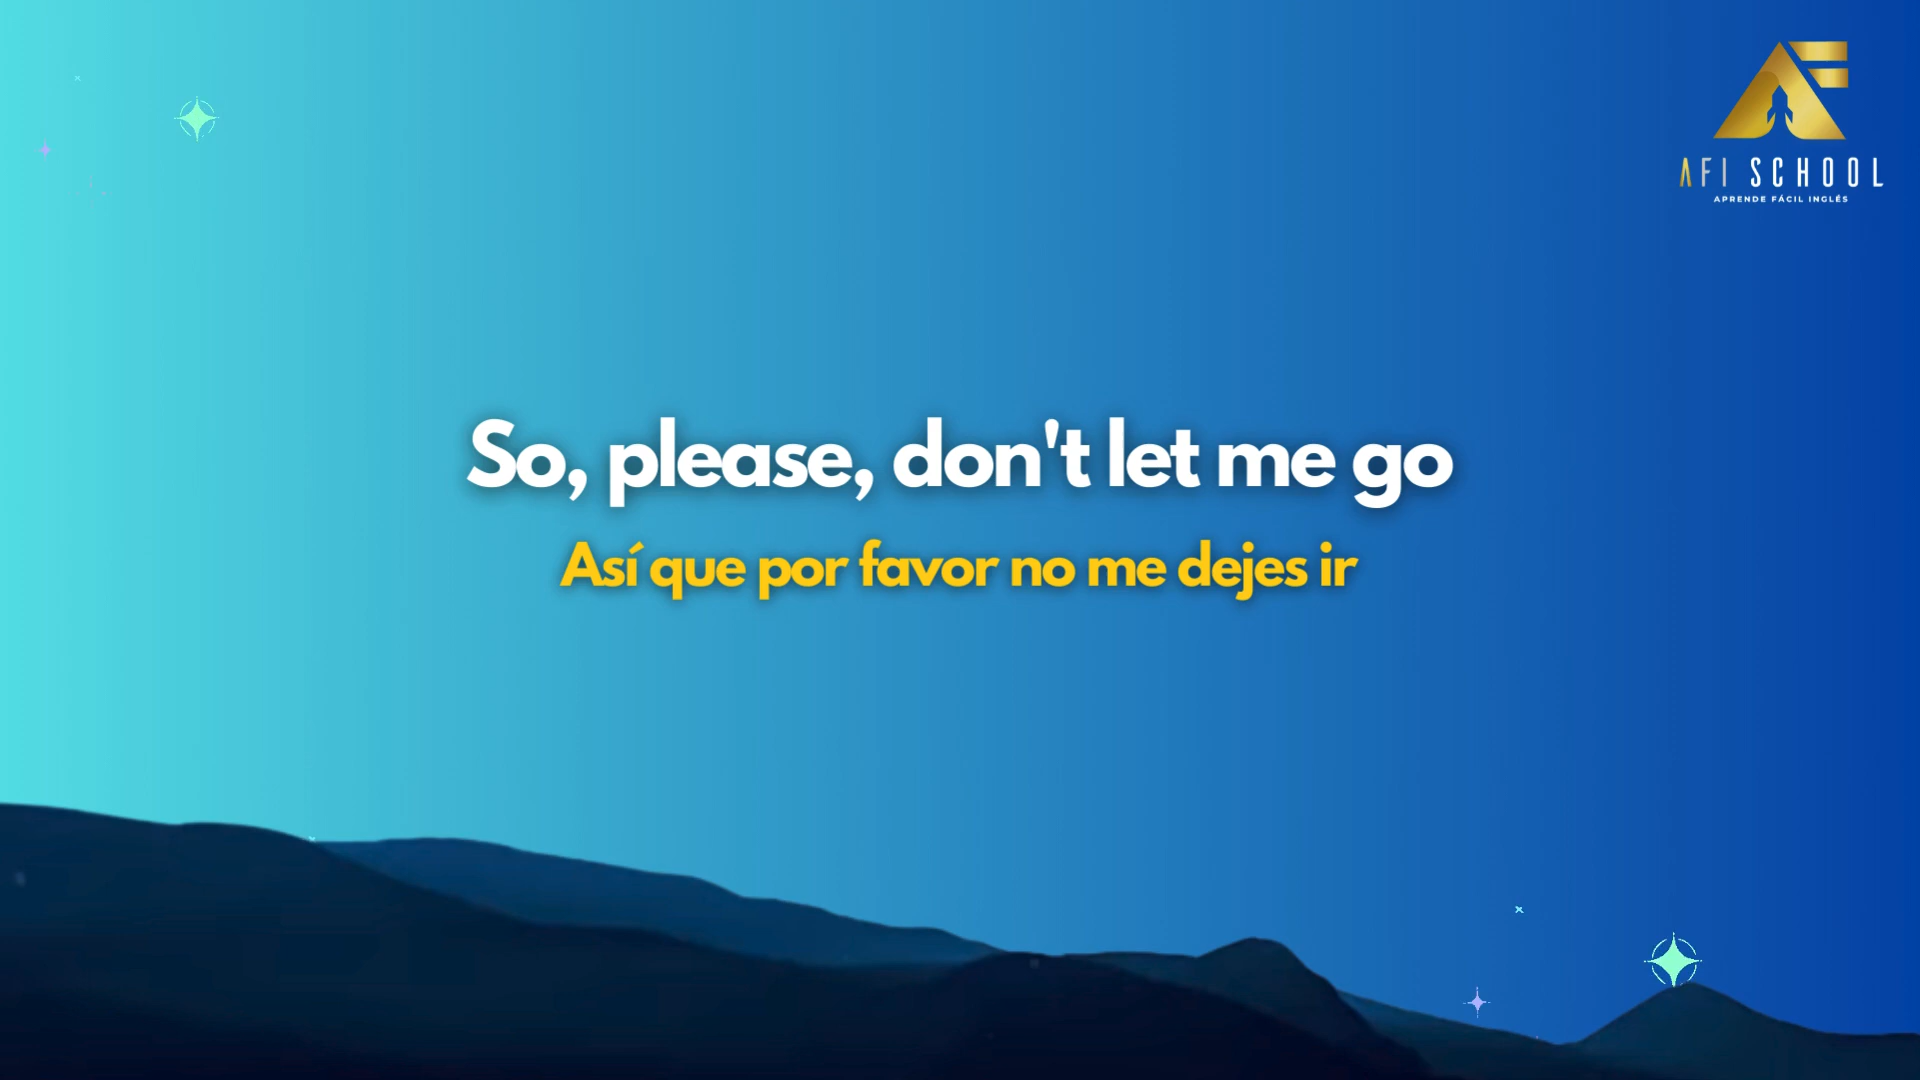 AFI SCHOOL
APRENDE FÁCIL INGLÉS
So, please, don't let me go
Así que por favor no me dejes ir